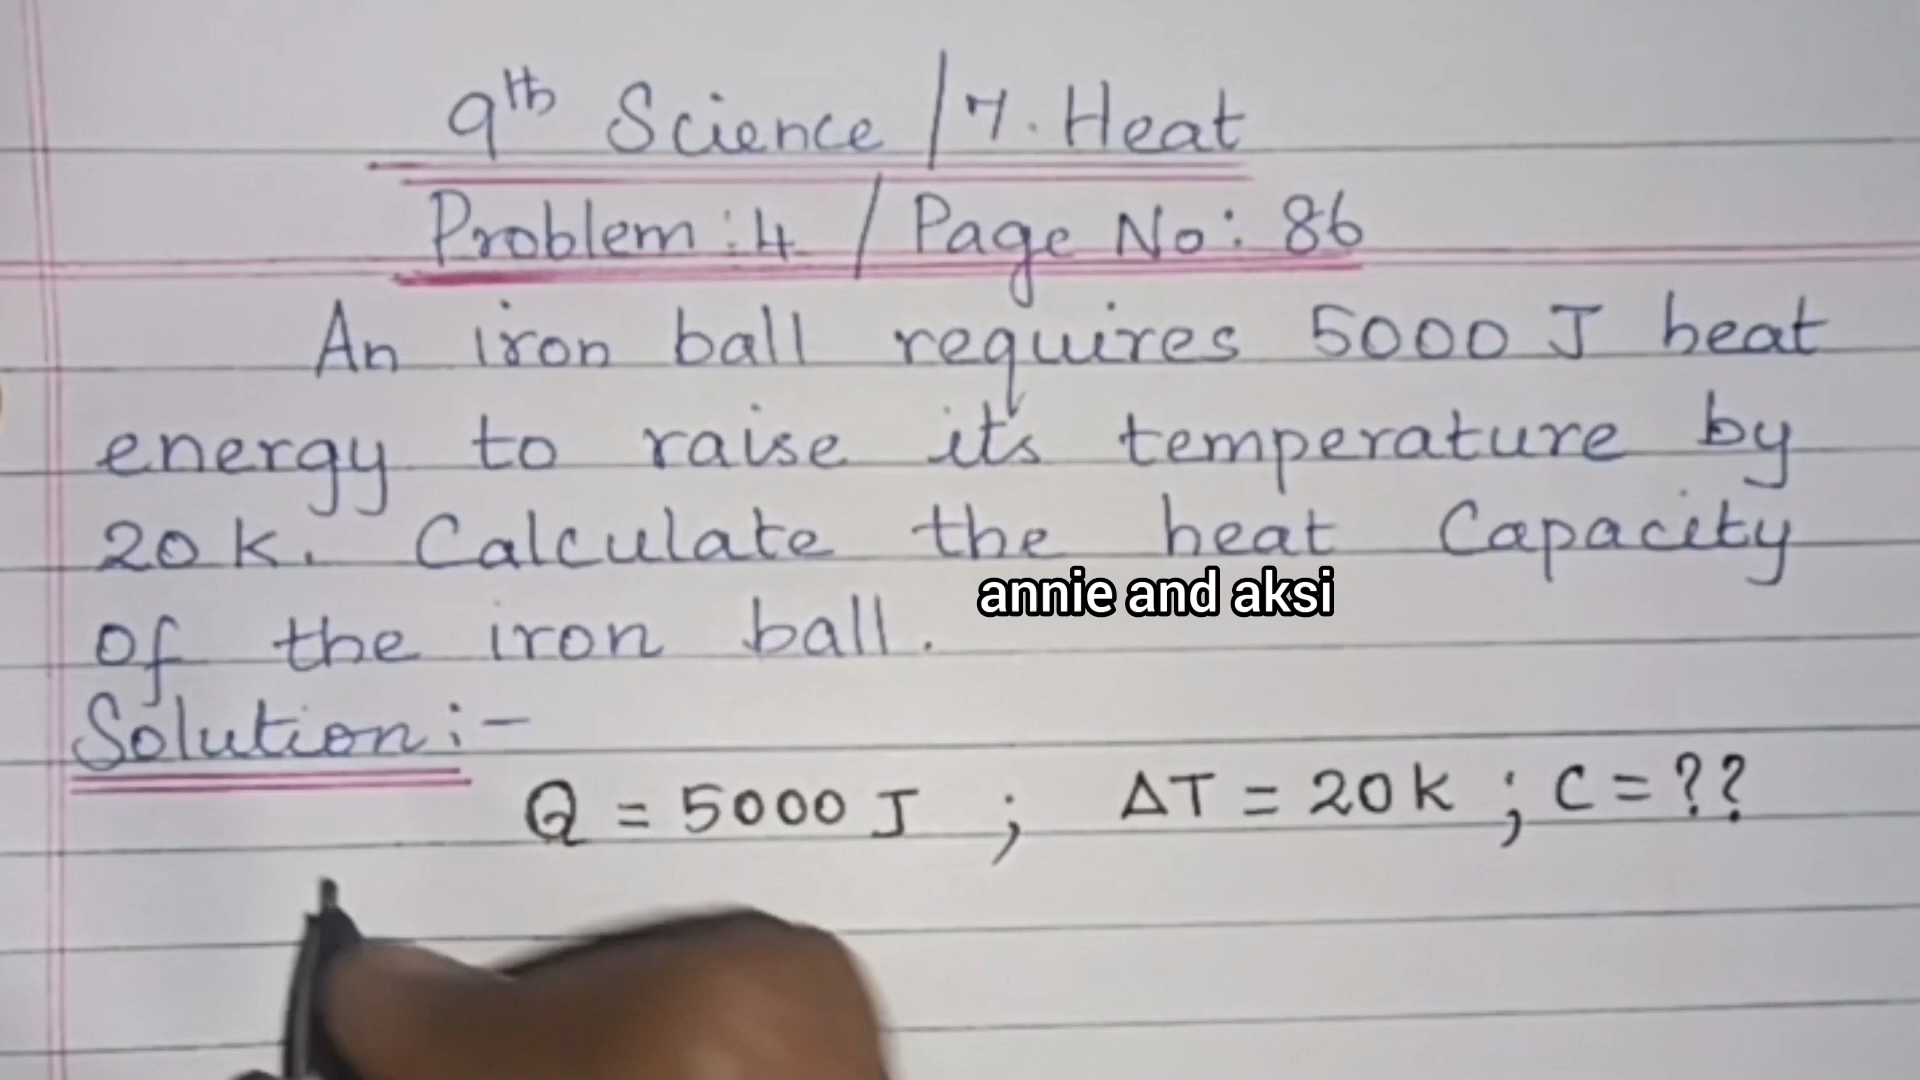 9th Science / 7. Heat
Problem : 4 / Page No : 86
An iron ball requires 5000 J heat
energy to raise it's temperature by
20 K. Calculate the heat Capacity
annie and aksi
of the iron ball.
Solution :-
Q = 5000 J ; ΔT = 20 K ; C = ??